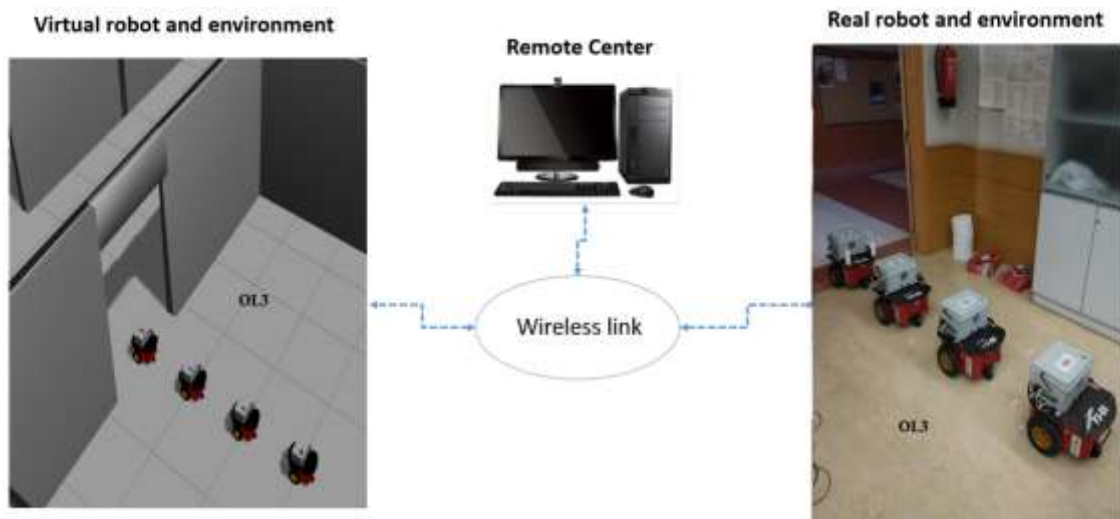 Virtual robot and environment
Remote Center
Real robot and environment
OL3
Wireless link
OL3